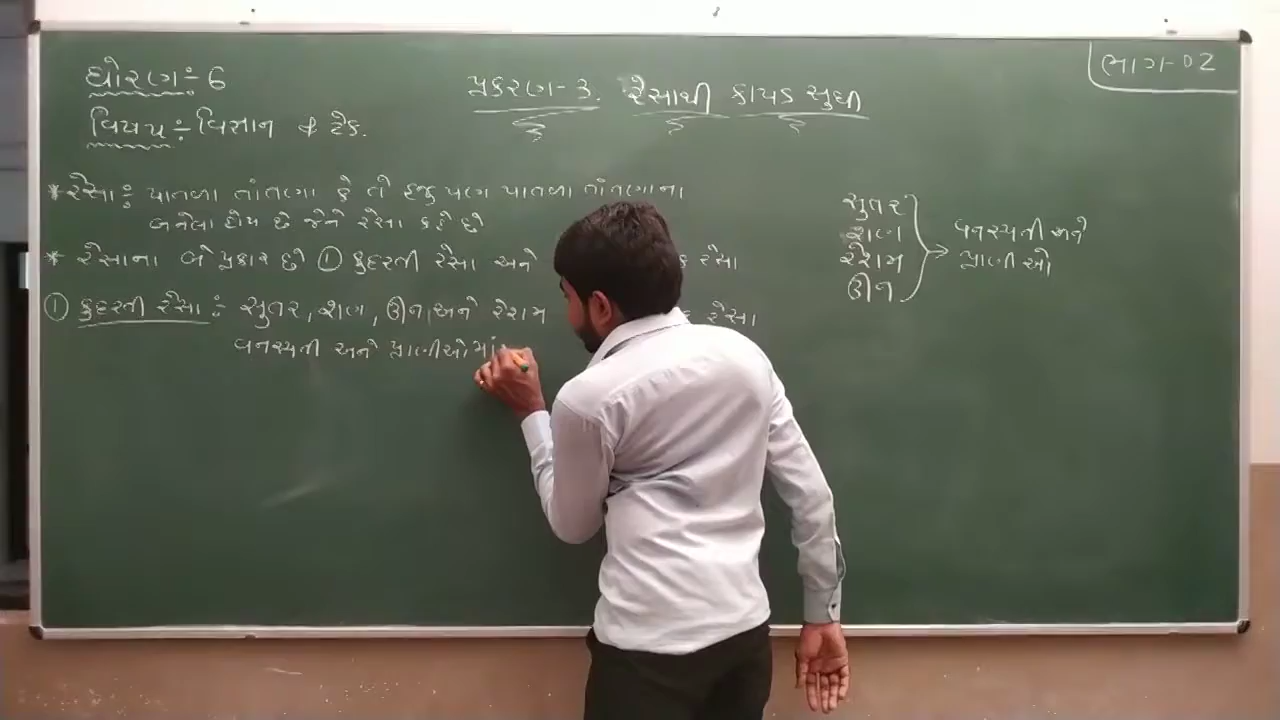 ધોરણ:- 6
વિષય:- વિજ્ઞાન & ટેક.
પ્રકરણ- 3. રેસાથી કાપડ સુધી
ભાગ-02
* રેસા:- પાતળા તાંતણા કે તો હજુ પણ પાતળા તાંતણાના
બનેલા હોય છે જેને રેસા કહે છે
* રેસાના બે પ્રકાર છે ① કુદરતી રેસા અને રેસા
① કુદરતી રેસા:- સુતર, શણ, ઊન, અને રેશમ રેસા
વનસ્પતી અને પ્રાણીઓમાં
સુતર
શણ
રેશમ
ઊન
→ વનસ્પતી અને
પ્રાણીઓ